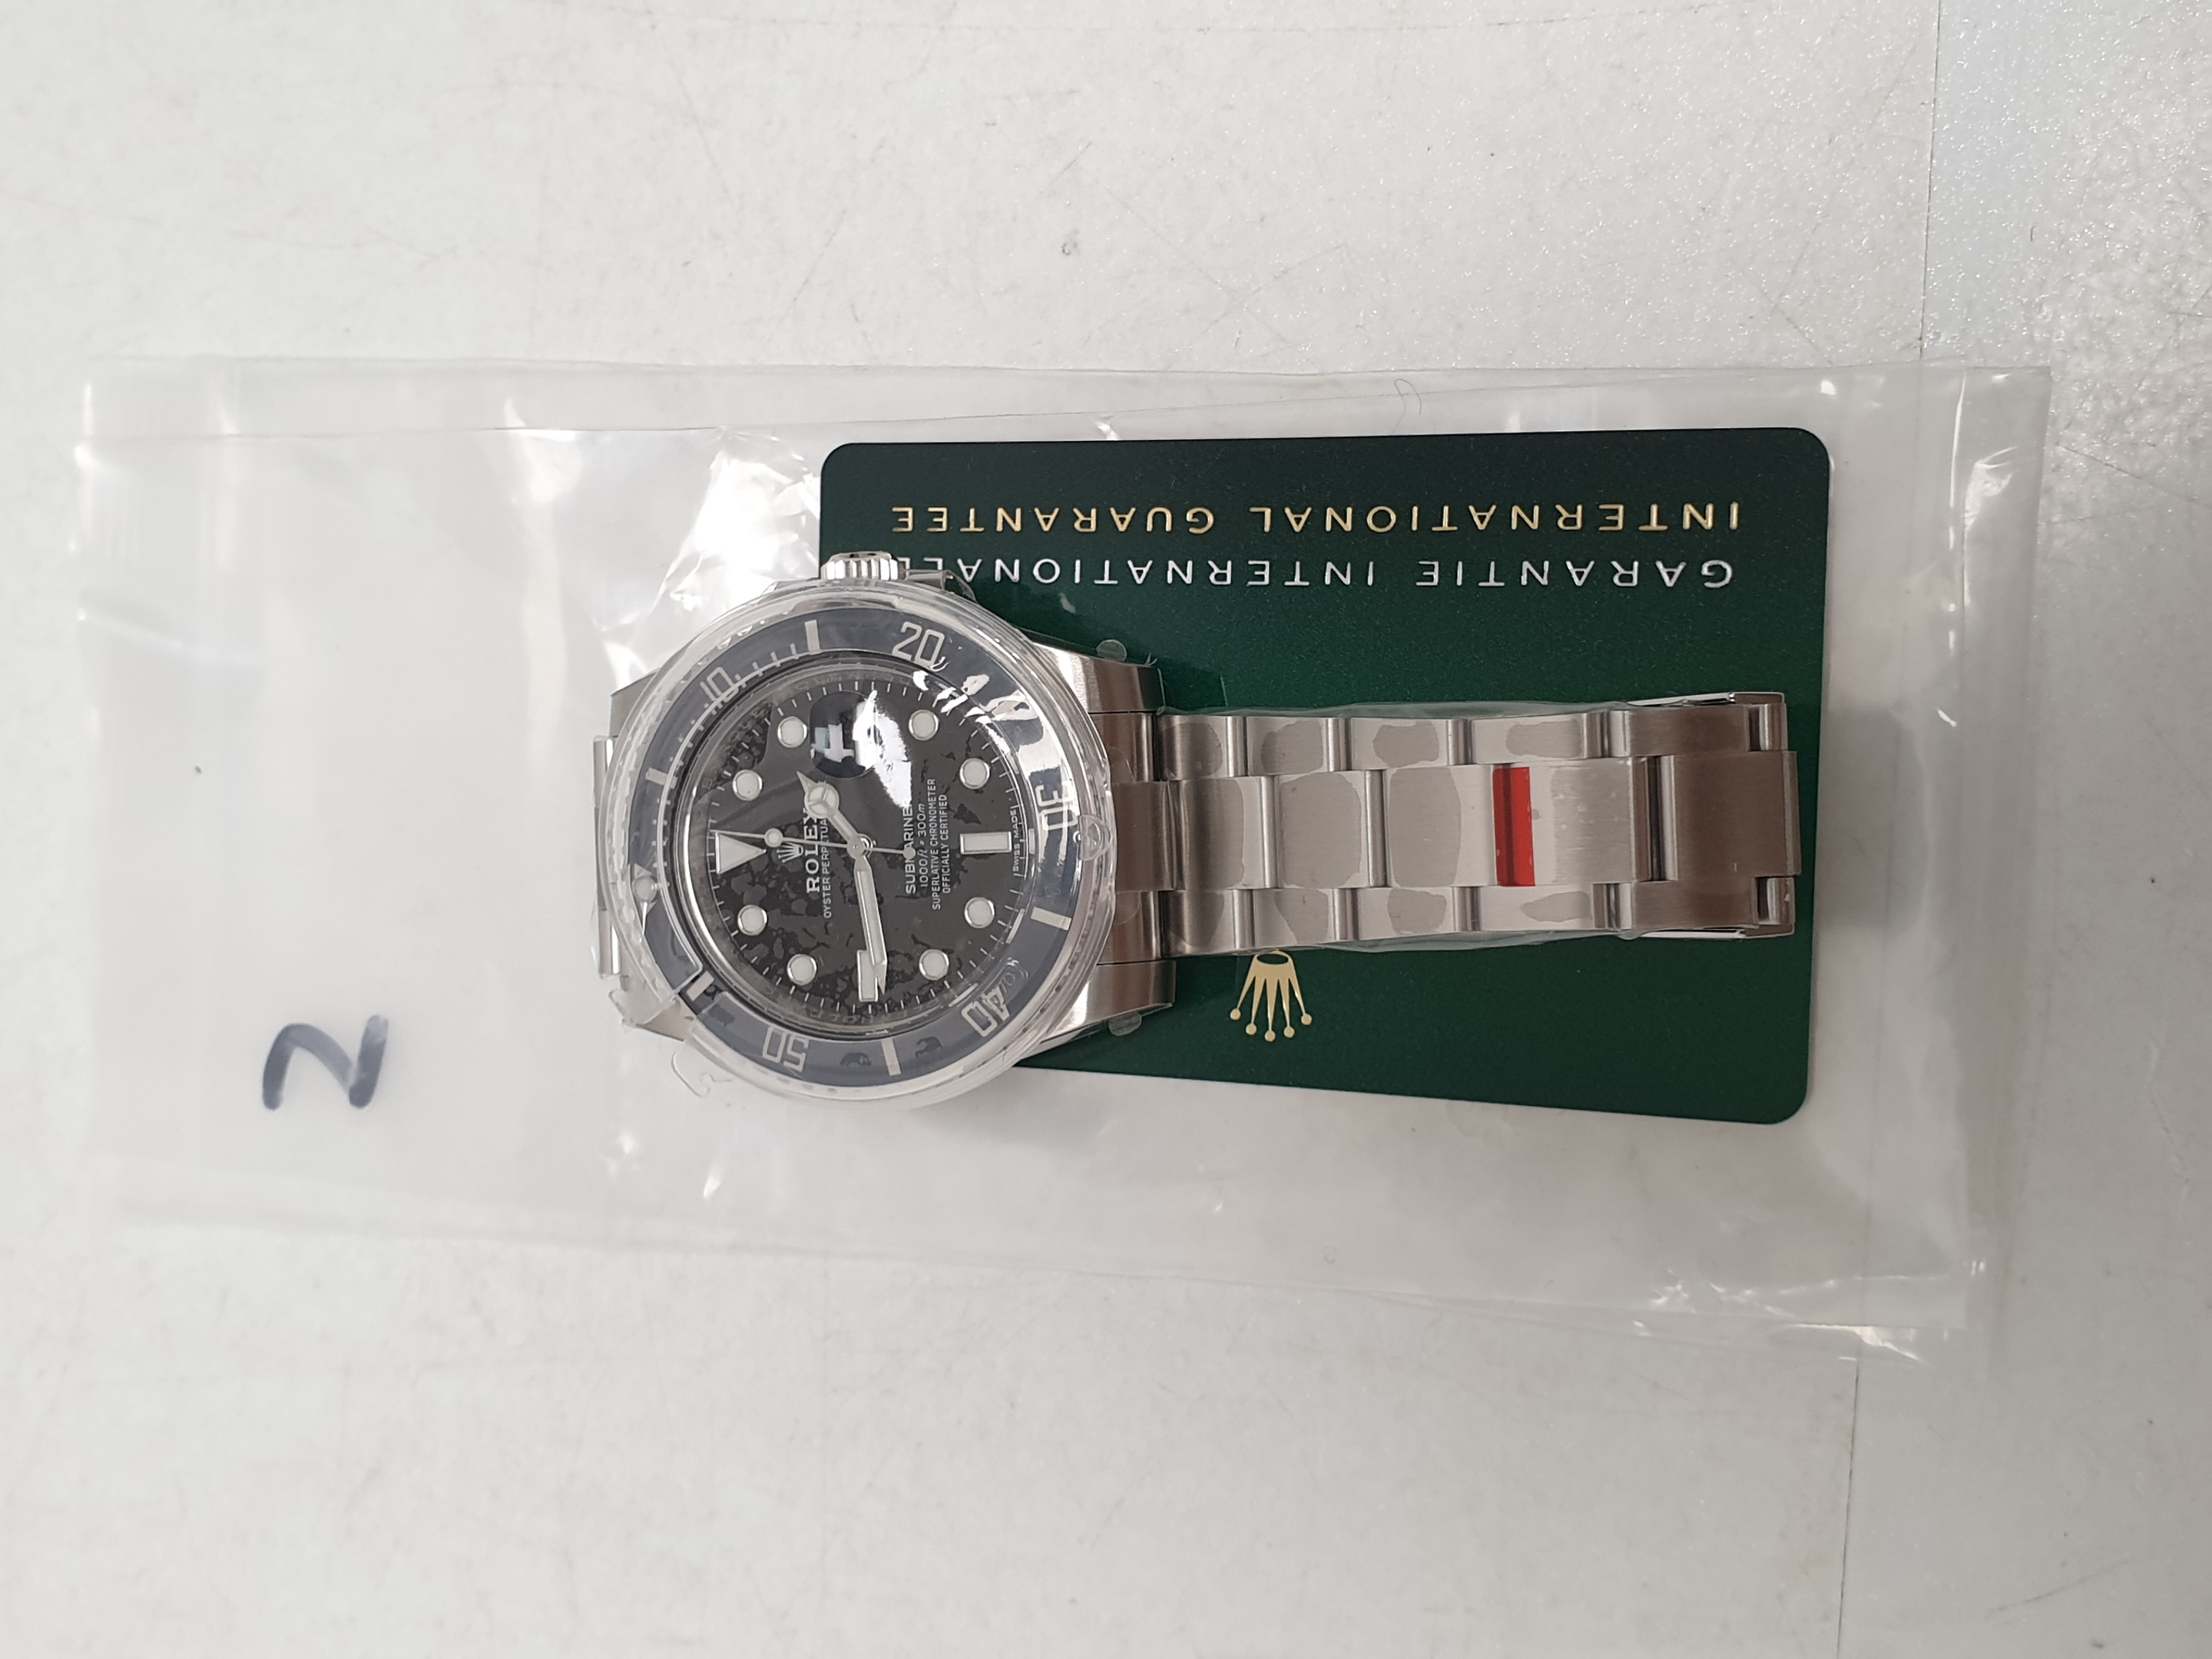 2
INTERNATIONAL GUARANTEE
GARANTIE INTERNATIONALE
ROLEX
OYSTER PERPETUAL
SUBMARINER
1000ft = 300m
SUPERLATIVE CHRONOMETER
OFFICIALLY CERTIFIED
SWISS MADE
10
20
30
40
50